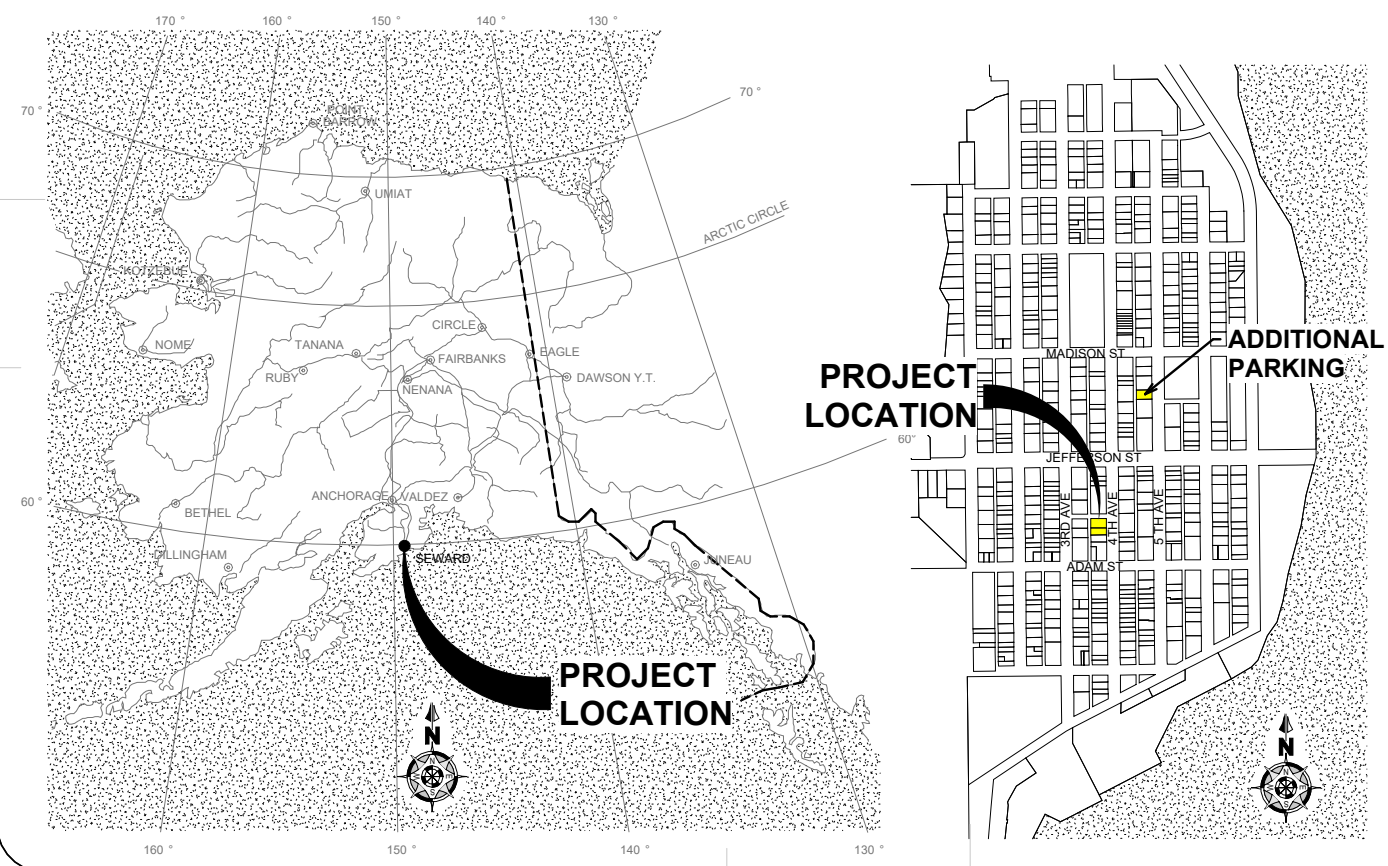 170 °
160 °
150 °
140 °
130 °
70 °
70 °
POINT
BARROW
UMIAT
ARCTIC CIRCLE
KOTZEBUE
NOME
TANANA
CIRCLE
FAIRBANKS
EAGLE
RUBY
NENANA
DAWSON Y.T.
60°
60 °
ANCHORAGE
VALDEZ
BETHEL
DILLINGHAM
SEWARD
JUNEAU
PROJECT
LOCATION
N
N
E
S
W
160 °
150 °
140 °
130 °
MADISON ST
ADDITIONAL
PARKING
PROJECT
LOCATION
JEFFERSON ST
3RD AVE
4TH AVE
5TH AVE
ADAM ST
N
N
E
S
W